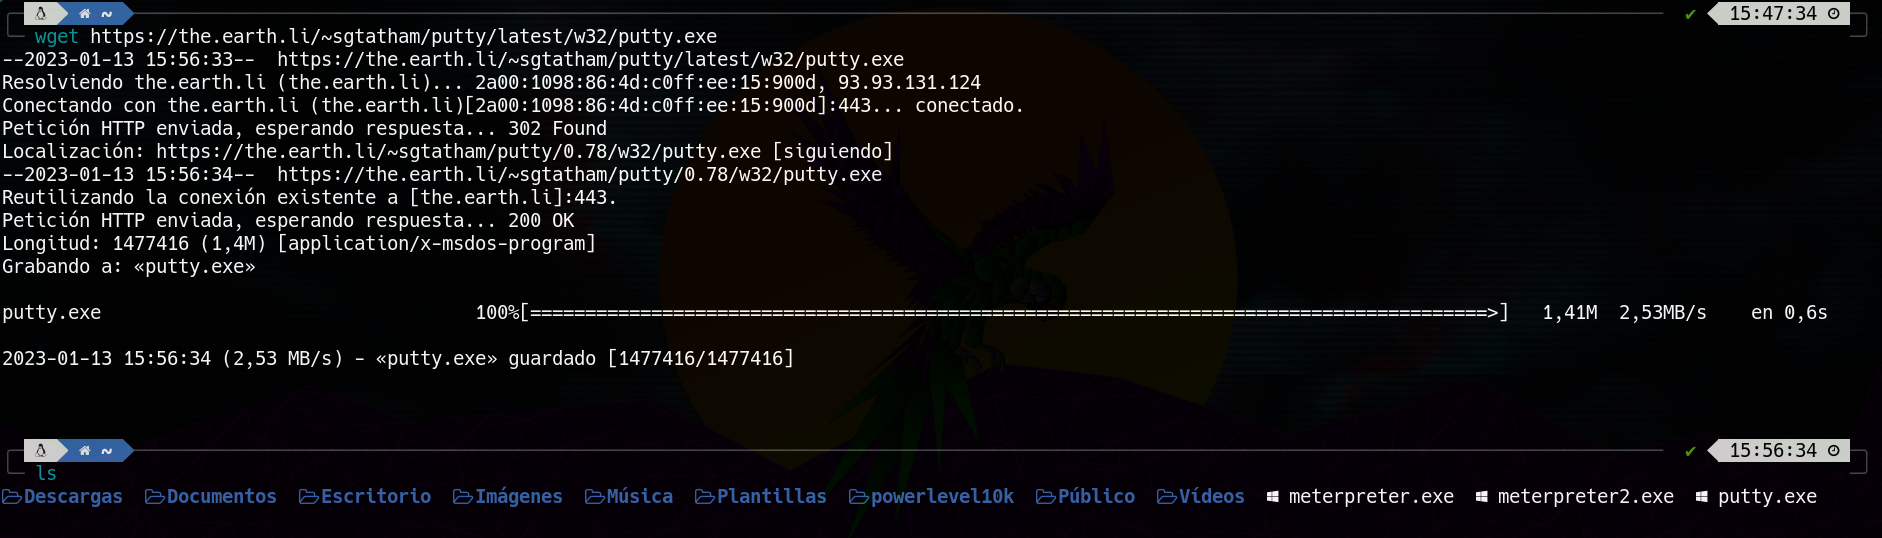 ~ ✔ 15:47:34
wget https://the.earth.li/~sgtatham/putty/latest/w32/putty.exe
--2023-01-13 15:56:33--  https://the.earth.li/~sgtatham/putty/latest/w32/putty.exe
Resolviendo the.earth.li (the.earth.li)... 2a00:1098:86:4d:c0ff:ee:15:900d, 93.93.131.124
Conectando con the.earth.li (the.earth.li)[2a00:1098:86:4d:c0ff:ee:15:900d]:443... conectado.
Petición HTTP enviada, esperando respuesta... 302 Found
Localización: https://the.earth.li/~sgtatham/putty/0.78/w32/putty.exe [siguiendo]
--2023-01-13 15:56:34--  https://the.earth.li/~sgtatham/putty/0.78/w32/putty.exe
Reutilizando la conexión existente a [the.earth.li]:443.
Petición HTTP enviada, esperando respuesta... 200 OK
Longitud: 1477416 (1,4M) [application/x-msdos-program]
Grabando a: «putty.exe»
putty.exe 100%[=======================================================================================>] 1,41M 2,53MB/s en 0,6s
2023-01-13 15:56:34 (2,53 MB/s) - «putty.exe» guardado [1477416/1477416]
~ ✔ 15:56:34
ls
Descargas Documentos Escritorio Imágenes Música Plantillas powerlevel10k Público Vídeos meterpreter.exe meterpreter2.exe putty.exe